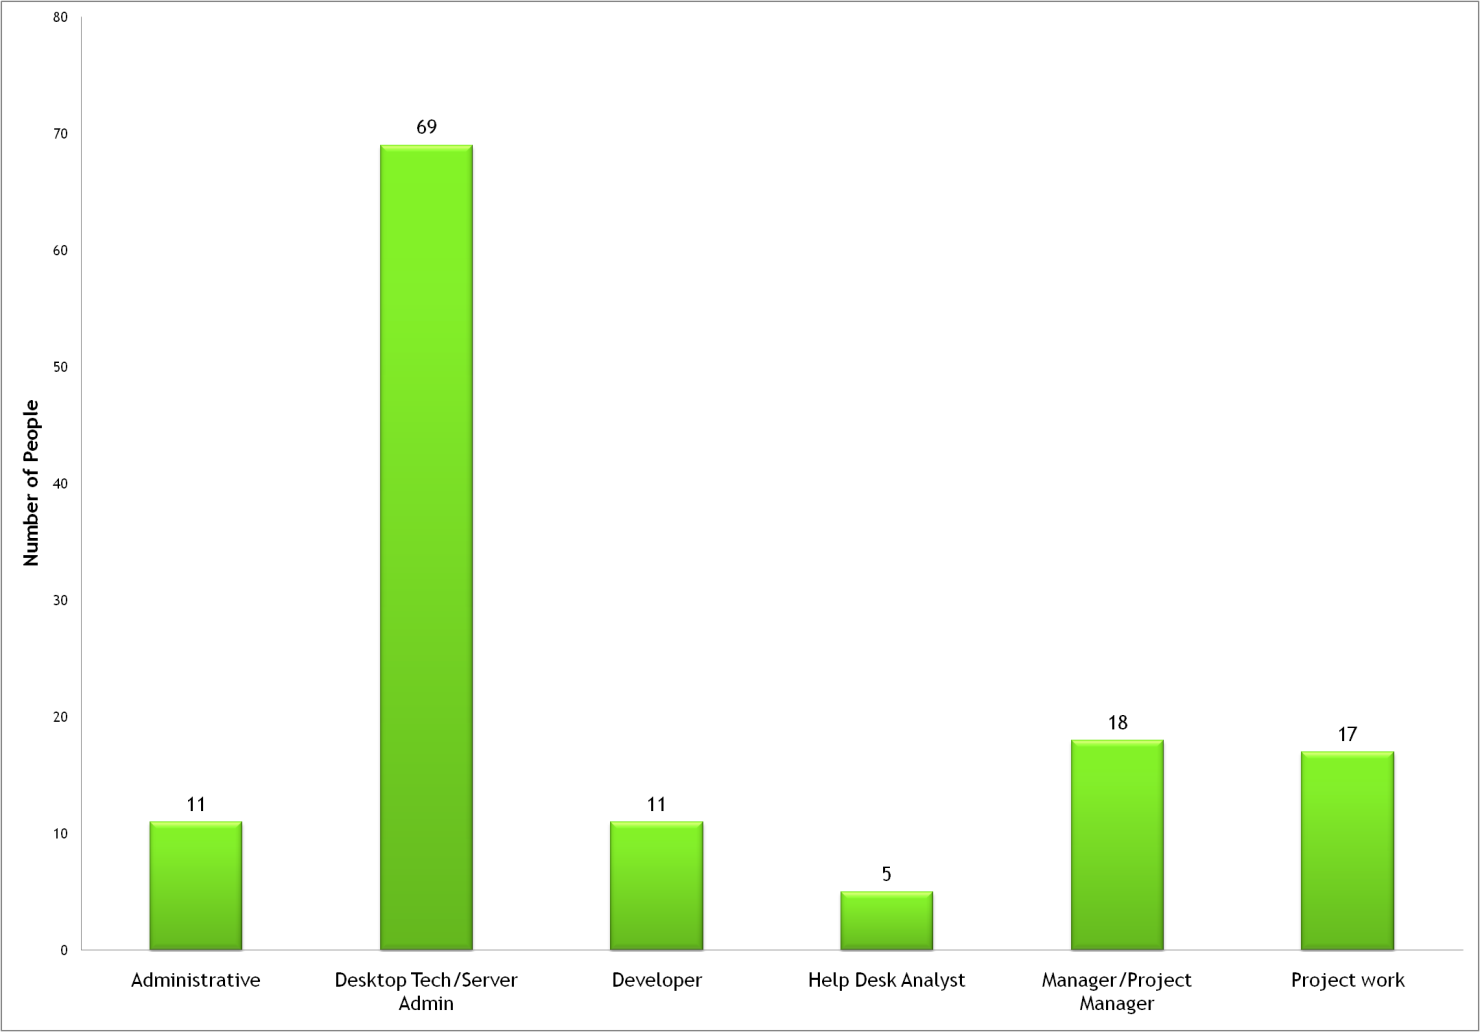 80
70
60
50
40
30
20
10
0
Number of People
11
69
11
5
18
17
Administrative
Desktop Tech/Server
Admin
Developer
Help Desk Analyst
Manager/Project
Manager
Project work